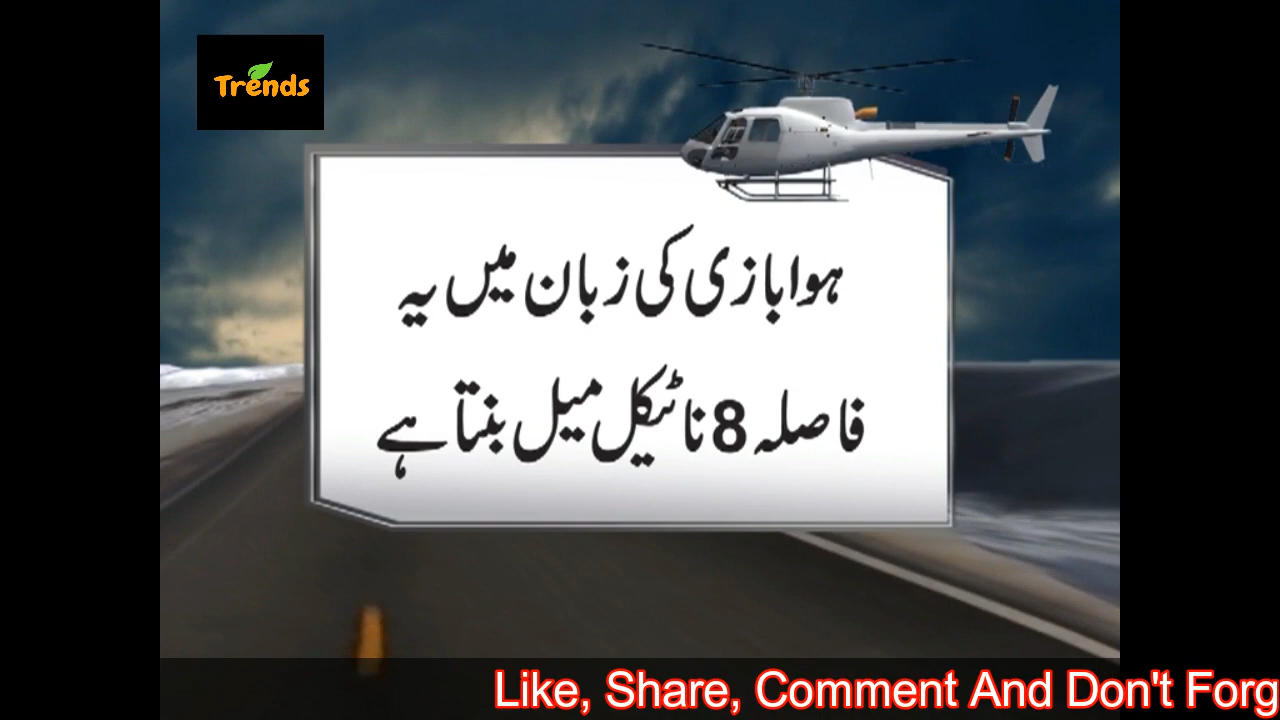 Trends
ہوابازی کی زبان میں یہ
فاصلہ 8 ناٹیکل میل بنتا ہے
Like, Share, Comment And Don't Forg